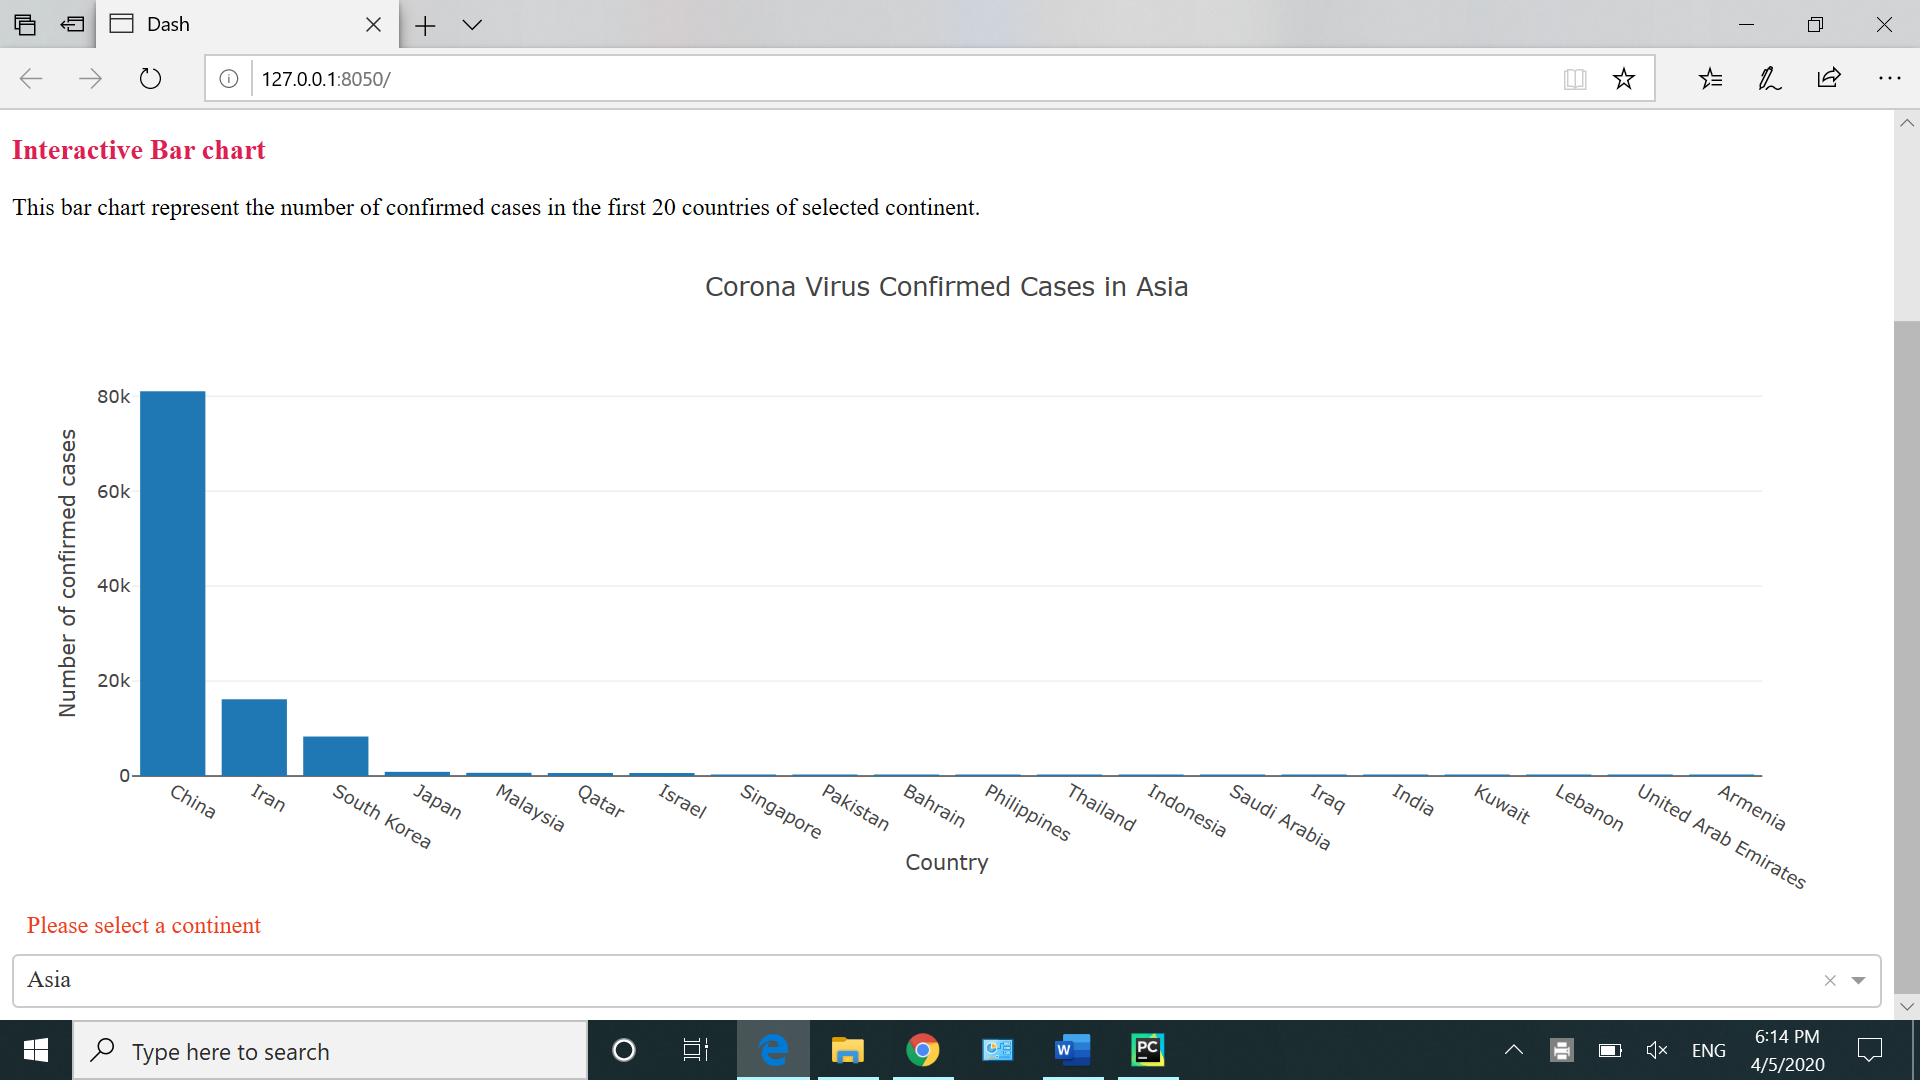 Dash
127.0.0.1:8050/
Interactive Bar chart
This bar chart represent the number of confirmed cases in the first 20 countries of selected continent.
Corona Virus Confirmed Cases in Asia
Number of confirmed cases
80k
60k
40k
20k
0
China
Iran
South Korea
Japan
Malaysia
Qatar
Israel
Singapore
Pakistan
Bahrain
Philippines
Thailand
Indonesia
Saudi Arabia
Iraq
India
Kuwait
Lebanon
United Arab Emirates
Armenia
Country
Please select a continent
Asia
Type here to search
W
PC
ENG
6:14 PM
4/5/2020